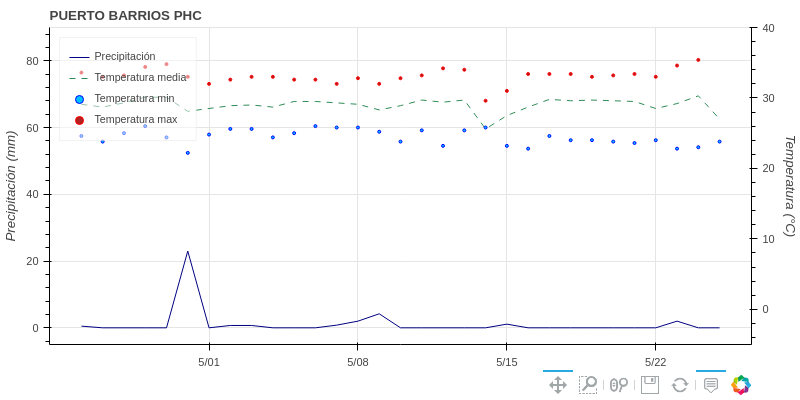 PUERTO BARRIOS PHC
Precipitación
Temperatura media
Temperatura min
Temperatura max
Precipitación (mm)
80
60
40
20
0
Temperatura (°C)
40
30
20
10
0
5/01
5/08
5/15
5/22